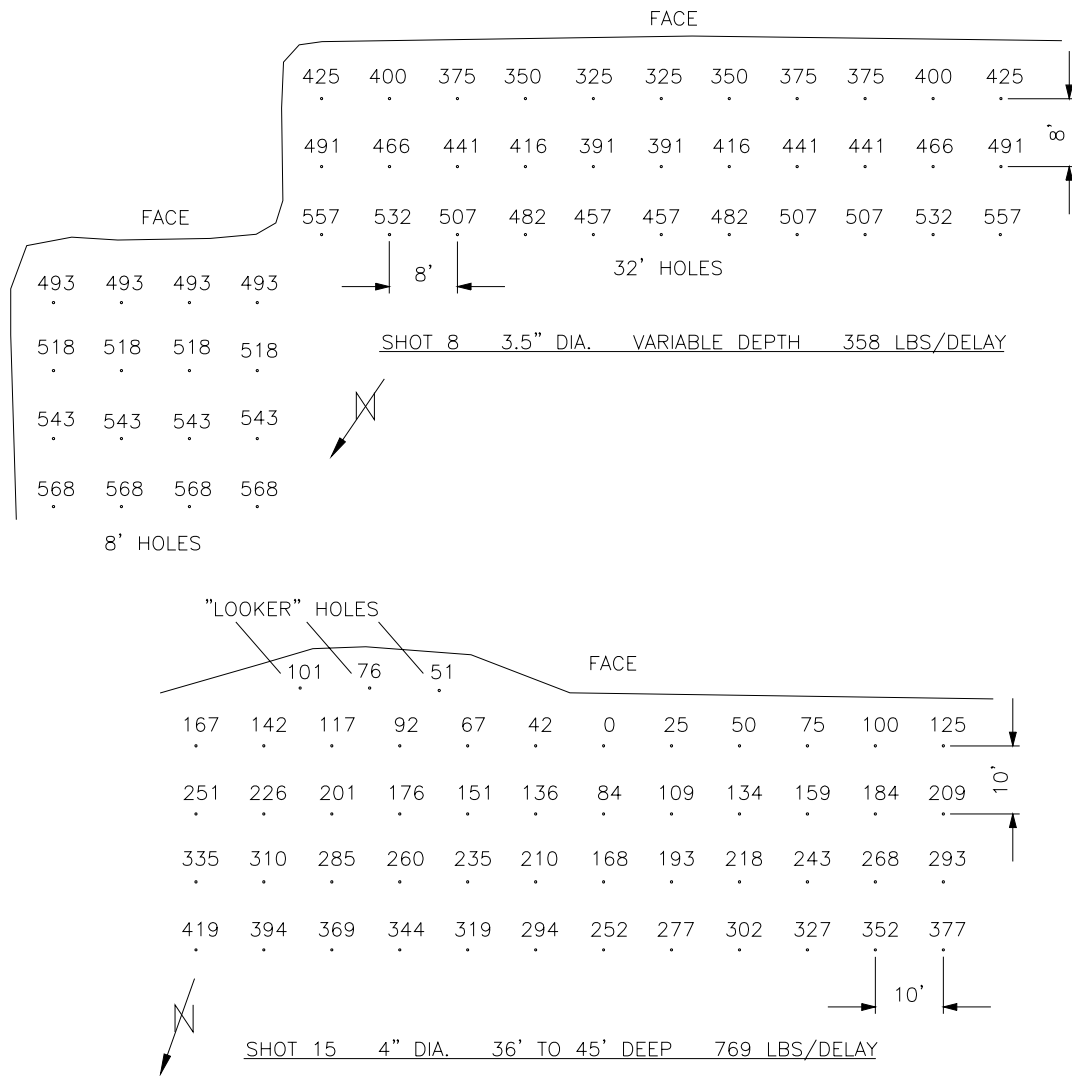 FACE
425 400 375 350 325 325 350 375 375 400 425
8'
491 466 441 416 391 391 416 441 441 466 491
FACE
557 532 507 482 457 457 482 507 507 532 557
8'
32' HOLES
493 493 493 493
518 518 518 518
SHOT 8 3.5" DIA. VARIABLE DEPTH 358 LBS/DELAY
N
543 543 543 543
568 568 568 568
8' HOLES
"LOOKER" HOLES
FACE
101 76 51
167 142 117 92 67 42 0 25 50 75 100 125
10'
251 226 201 176 151 136 84 109 134 159 184 209
335 310 285 260 235 210 168 193 218 243 268 293
419 394 369 344 319 294 252 277 302 327 352 377
10'
N
SHOT 15 4" DIA. 36' TO 45' DEEP 769 LBS/DELAY